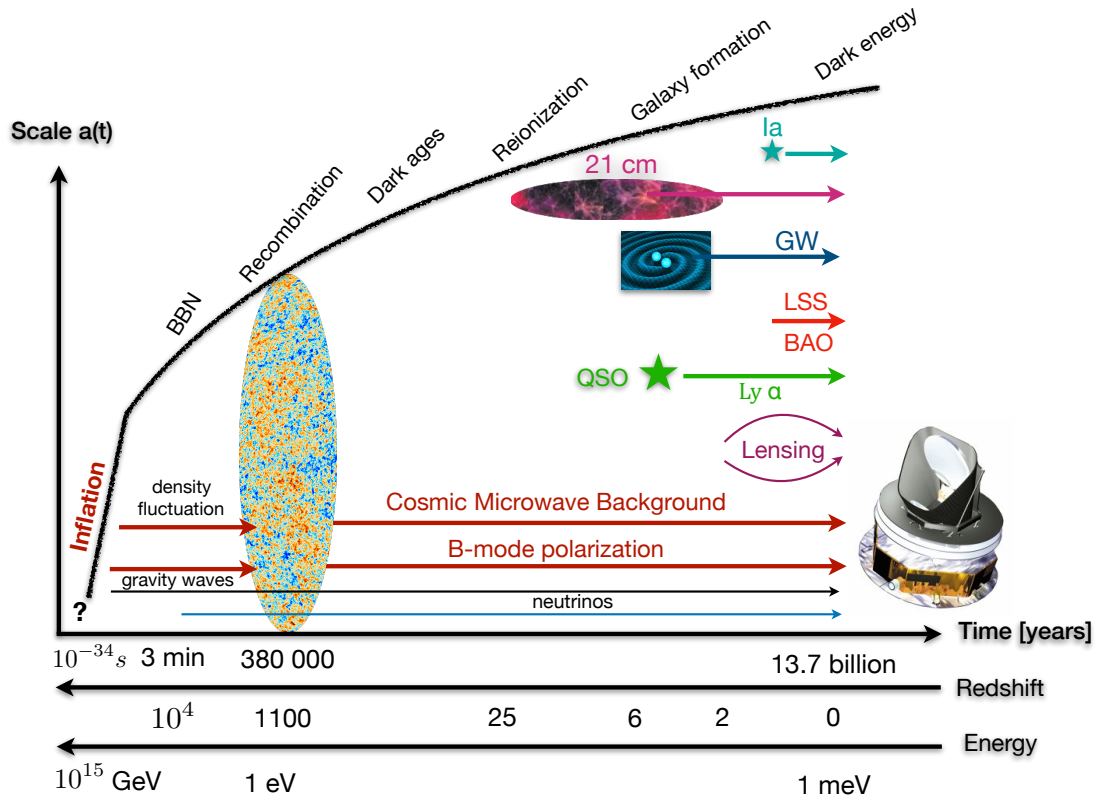 Dark energy
Galaxy formation
Reionization
Dark ages
Recombination
BBN
Inflation
Scale a(t)
Ia
21 cm
GW
LSS
BAO
QSO
Ly α
Lensing
density
fluctuation
Cosmic Microwave Background
B-mode polarization
gravity waves
neutrinos
?
Time [years]
10^{-34}s 3 min 380 000 13.7 billion
Redshift
10^4 1100 25 6 2 0
Energy
10^{15} GeV 1 eV 1 meV